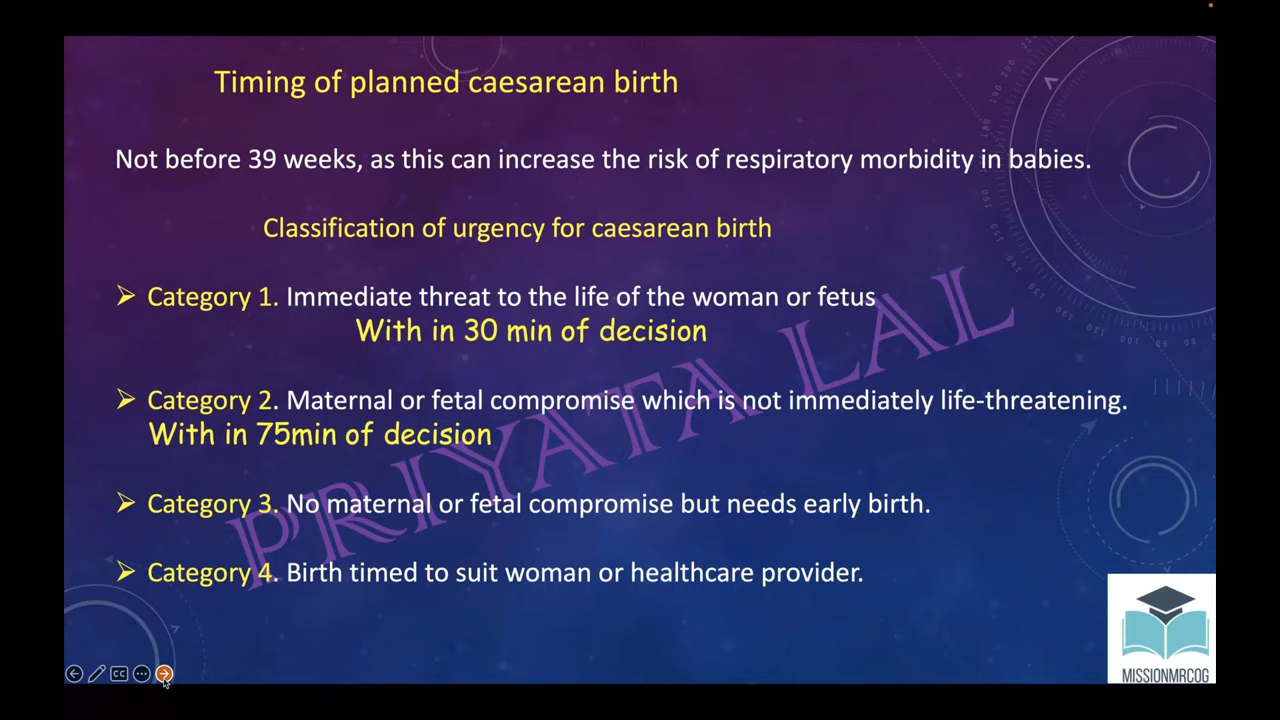 Timing of planned caesarean birth
Not before 39 weeks, as this can increase the risk of respiratory morbidity in babies.
Classification of urgency for caesarean birth
Category 1. Immediate threat to the life of the woman or fetus
With in 30 min of decision
Category 2. Maternal or fetal compromise which is not immediately life-threatening.
With in 75min of decision
Category 3. No maternal or fetal compromise but needs early birth.
Category 4. Birth timed to suit woman or healthcare provider.
PRIYATA LAL
MISSIONMRCOG
CC